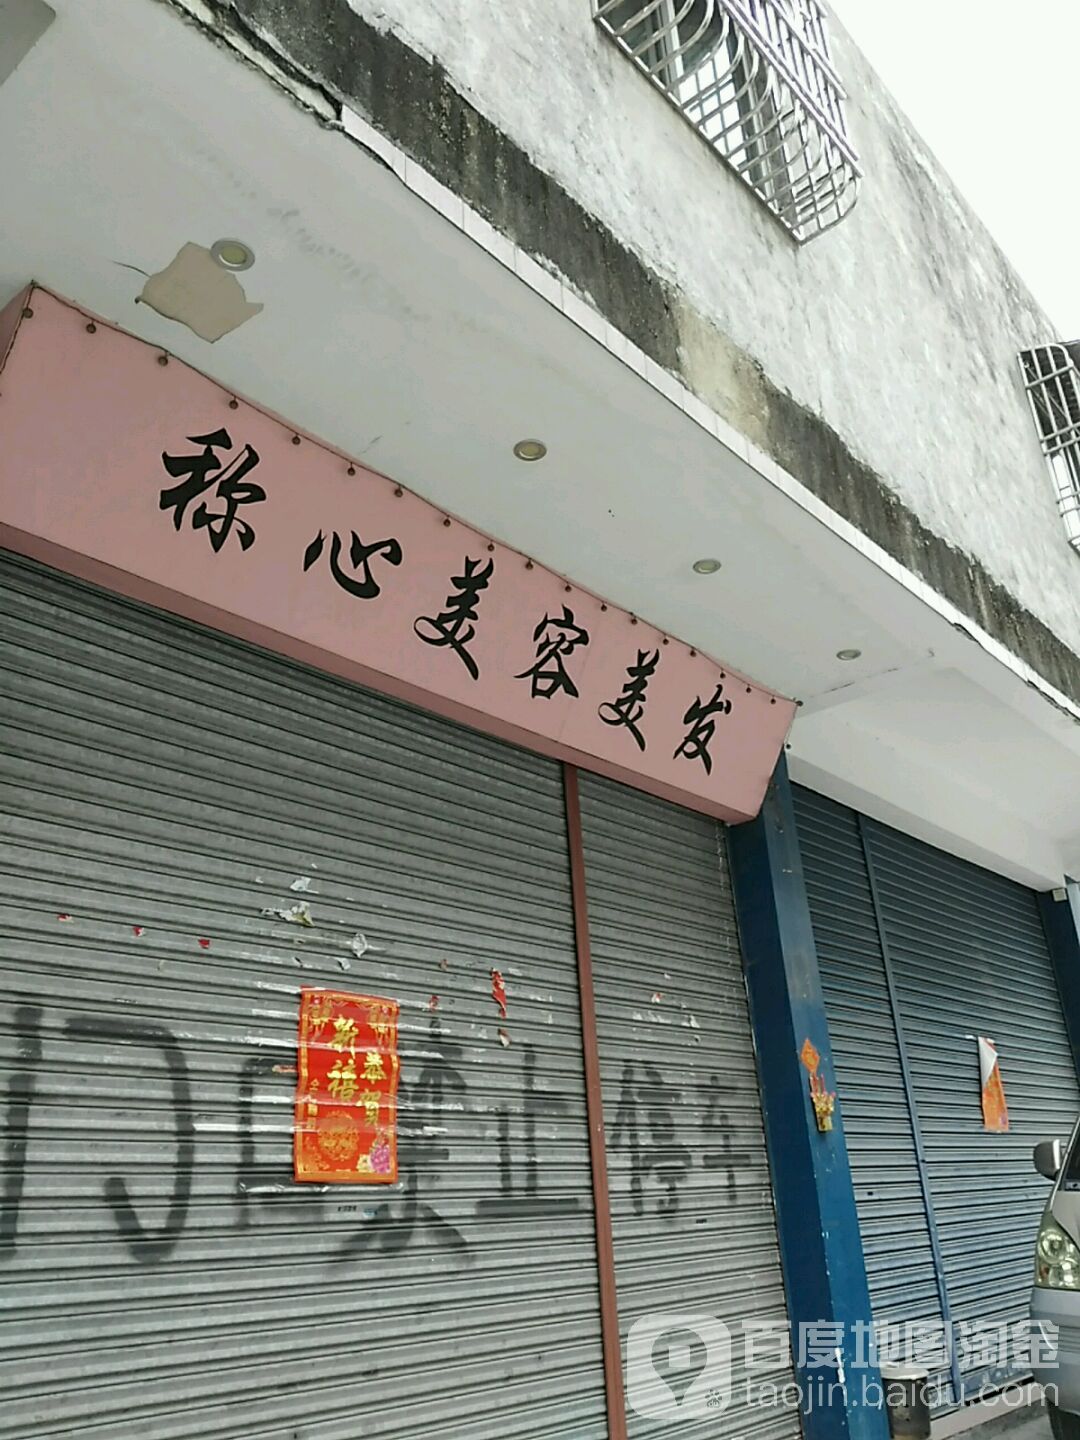 称心美容美发
恭贺
新禧
门口禁止停车
百度地图淘金
taojin.baidu.com